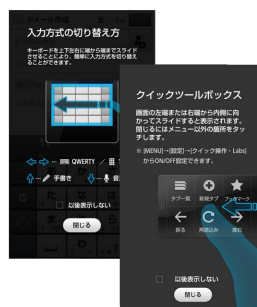 メール作成
入力方式の切り替え方
キーボードを上下左右に端から端までスライド
させることにより、簡単に入力方式を切り替え
ることができます。
QWERTY /
手書き
音
以後表示しない
閉じる
クイックツールボックス
画面の左端または右端から内側に向
かってスライドすると表示されます。
閉じるにはメニュー以外の箇所をタッ
チします。
※ [MENU]→[設定]→[クイック操作・Labs]
からON/OFF設定できます。
タブ一覧 新規タブ ブックマーク
戻る 再読込み 進む
以後表示しない
閉じる